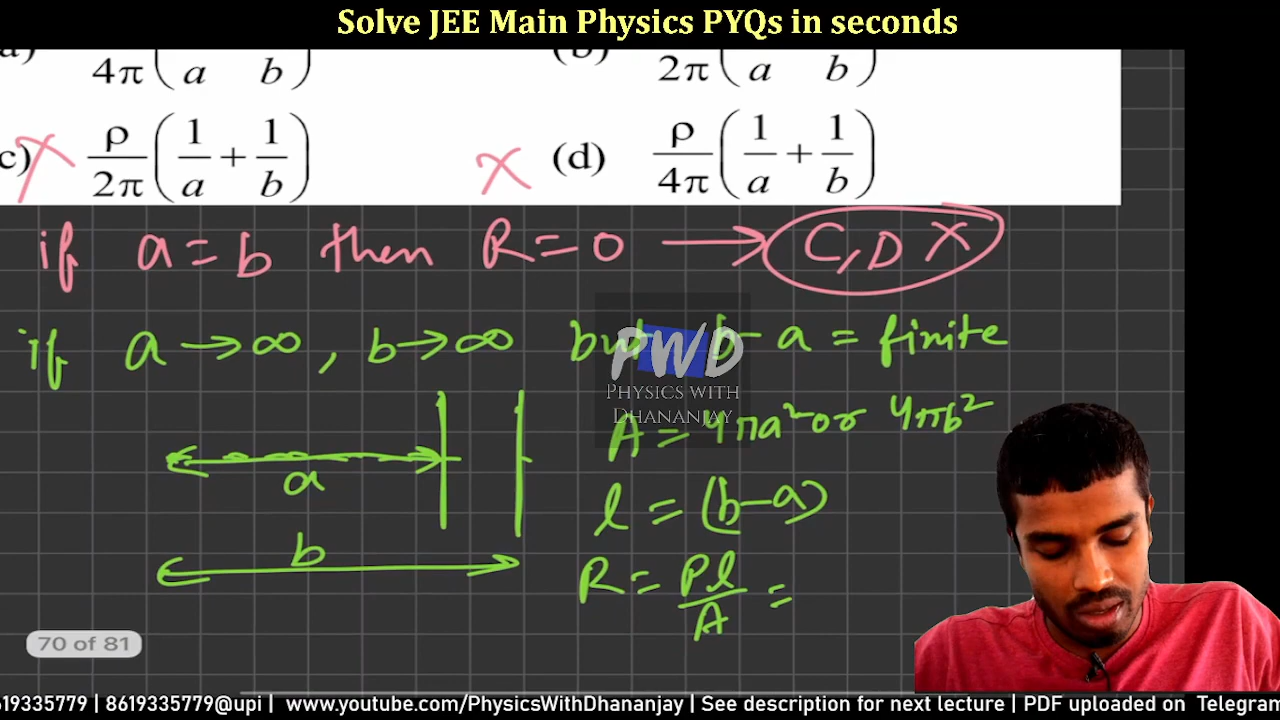 Solve JEE Main Physics PYQs in seconds
4π ( a b ) (b) 2π ( a b )
c) X ρ/2π (1/a + 1/b) X (d) ρ/4π (1/a + 1/b)
if a = b then R = 0 → C, D X
if a → ∞, b → ∞ but b - a = finite
PWD
PHYSICS WITH
DHANANJAY
A = 4πa² or 4πb²
a
l = (b-a)
b
R = ρl/A =
70 of 81
619335779 | 8619335779@upi | www.youtube.com/PhysicsWithDhananjay | See description for next lecture | PDF uploaded on Telegran